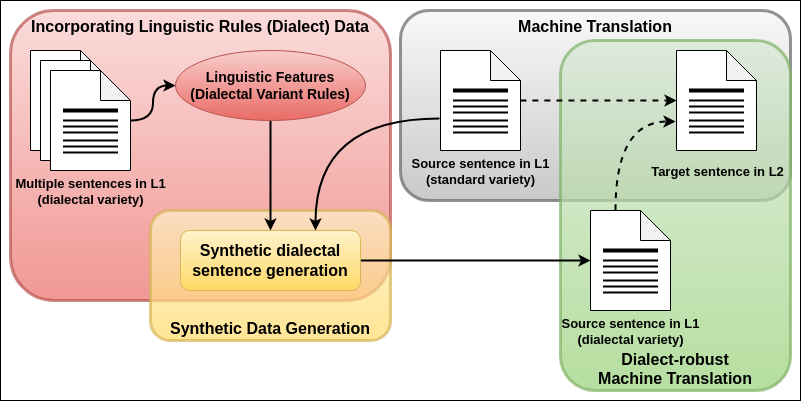 Incorporating Linguistic Rules (Dialect) Data
Linguistic Features
(Dialectal Variant Rules)
Multiple sentences in L1
(dialectal variety)
Synthetic dialectal
sentence generation
Synthetic Data Generation
Machine Translation
Source sentence in L1
(standard variety)
Target sentence in L2
Source sentence in L1
(dialectal variety)
Dialect-robust
Machine Translation